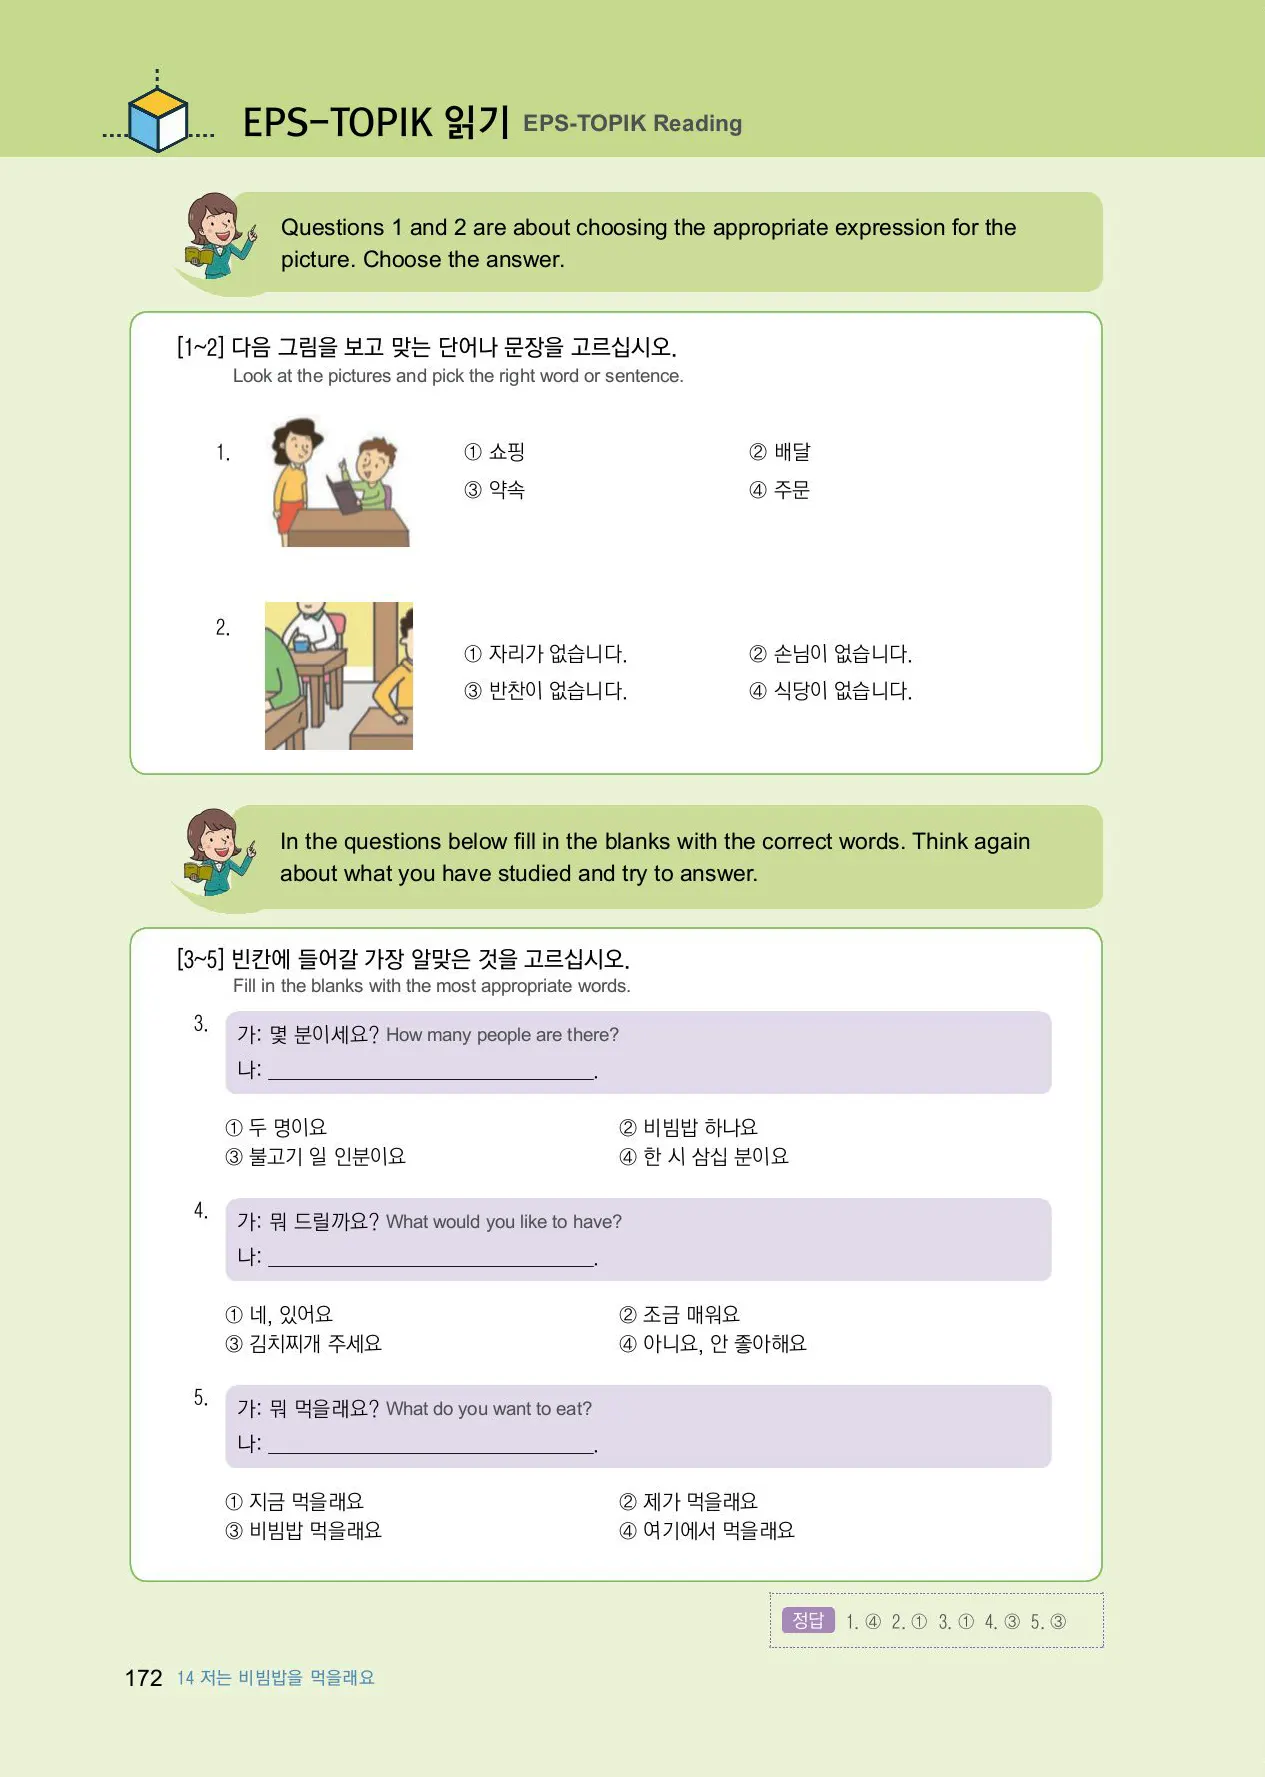 EPS-TOPIK 읽기 EPS-TOPIK Reading
Questions 1 and 2 are about choosing the appropriate expression for the
picture. Choose the answer.
[1~2] 다음 그림을 보고 맞는 단어나 문장을 고르십시오.
Look at the pictures and pick the right word or sentence.
1.
① 쇼핑 ② 배달
③ 약속 ④ 주문
2.
① 자리가 없습니다. ② 손님이 없습니다.
③ 반찬이 없습니다. ④ 식당이 없습니다.
In the questions below fill in the blanks with the correct words. Think again
about what you have studied and try to answer.
[3~5] 빈칸에 들어갈 가장 알맞은 것을 고르십시오.
Fill in the blanks with the most appropriate words.
3. 가: 몇 분이세요? How many people are there?
나: ______________________________.
① 두 명이요 ② 비빔밥 하나요
③ 불고기 일 인분이요 ④ 한 시 삼십 분이요
4. 가: 뭐 드릴까요? What would you like to have?
나: ______________________________.
① 네, 있어요 ② 조금 매워요
③ 김치찌개 주세요 ④ 아니요, 안 좋아해요
5. 가: 뭐 먹을래요? What do you want to eat?
나: ______________________________.
① 지금 먹을래요 ② 제가 먹을래요
③ 비빔밥 먹을래요 ④ 여기에서 먹을래요
정답 1. ④ 2. ① 3. ① 4. ③ 5. ③
172 14 저는 비빔밥을 먹을래요